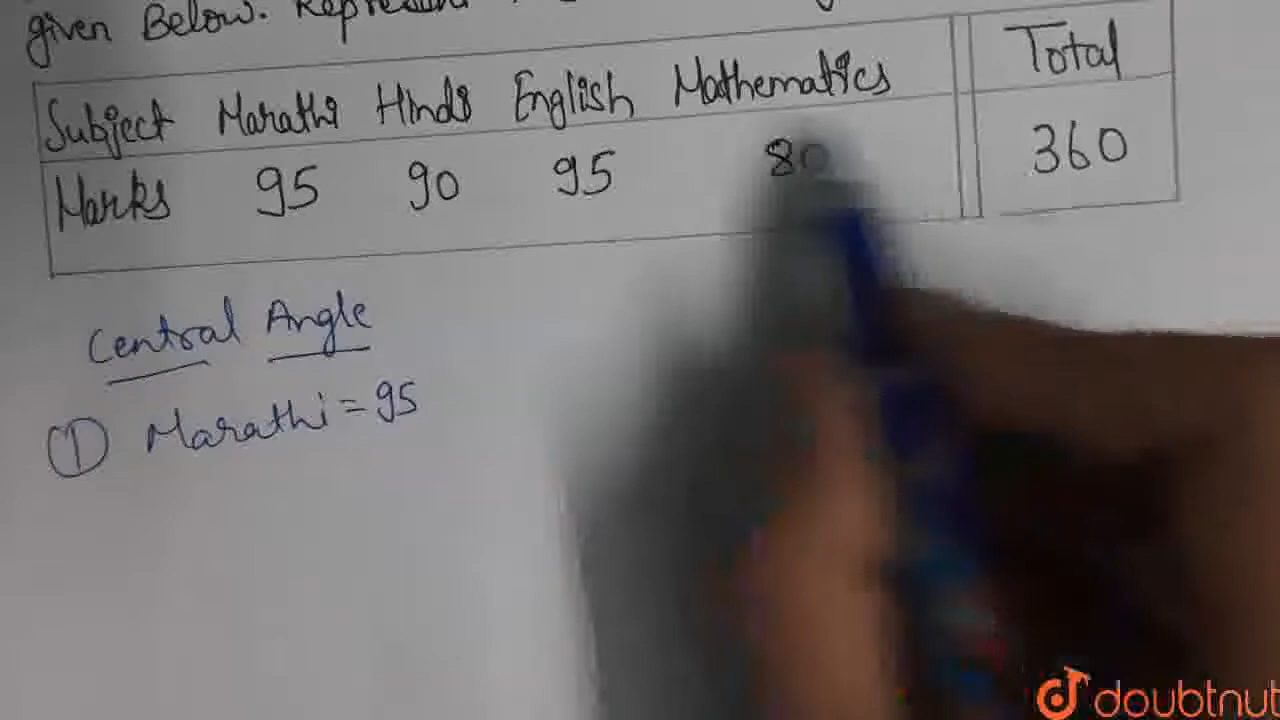 given Below. Represent
Subject Marathi Hindi English Mathematics Total
Marks 95 90 95 80 360
Central Angle
① Marathi = 95
doubtnut